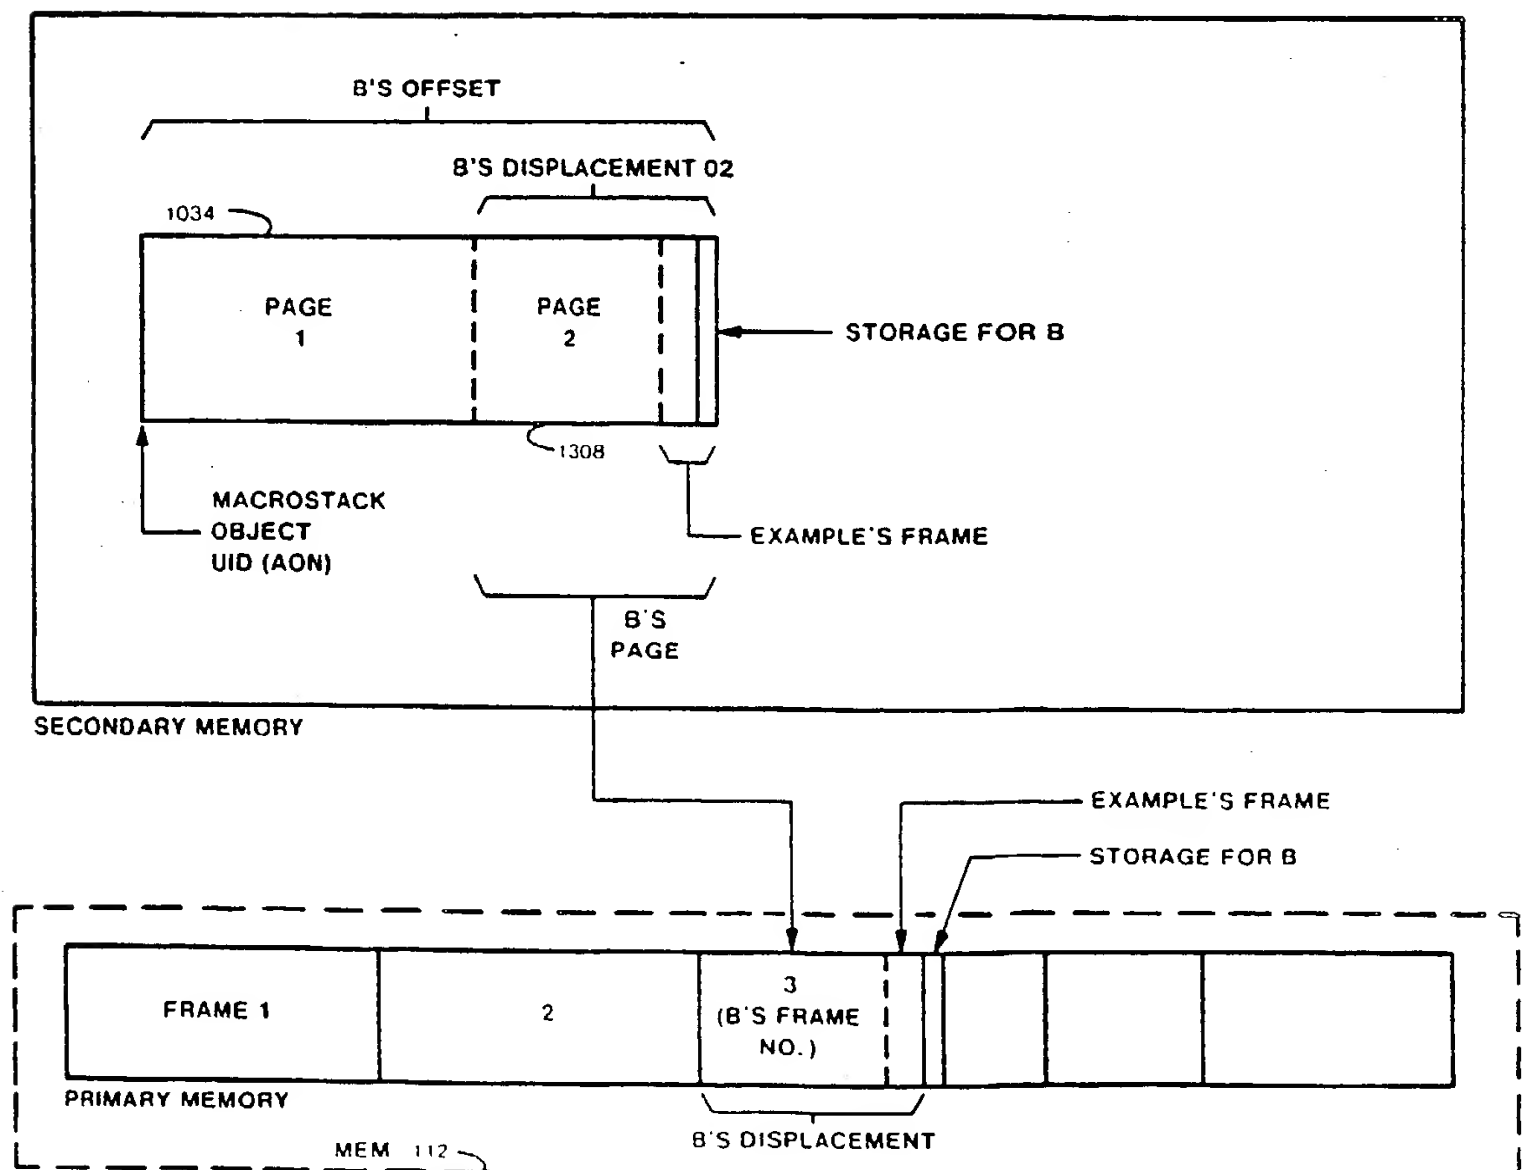 B'S OFFSET
B'S DISPLACEMENT 02
1034
PAGE
1
PAGE
2
STORAGE FOR B
1308
MACROSTACK
OBJECT
UID (AON)
EXAMPLE'S FRAME
B'S
PAGE
SECONDARY MEMORY
EXAMPLE'S FRAME
STORAGE FOR B
FRAME 1
2
3
(B'S FRAME
NO.)
PRIMARY MEMORY
B'S DISPLACEMENT
MEM 112